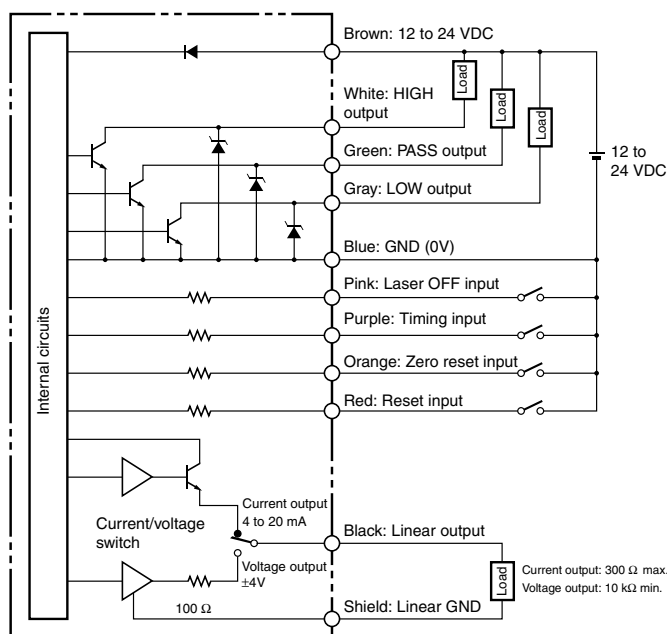 Brown: 12 to 24 VDC
Load
Load
Load
White: HIGH
output
Green: PASS output
12 to
24 VDC
Gray: LOW output
Blue: GND (0V)
Pink: Laser OFF input
Purple: Timing input
Internal circuits
Orange: Zero reset input
Red: Reset input
Current output
4 to 20 mA
Current/voltage
switch
Black: Linear output
Voltage output
±4V
Load
Current output: 300 Ω max.
Voltage output: 10 kΩ min.
100 Ω
Shield: Linear GND